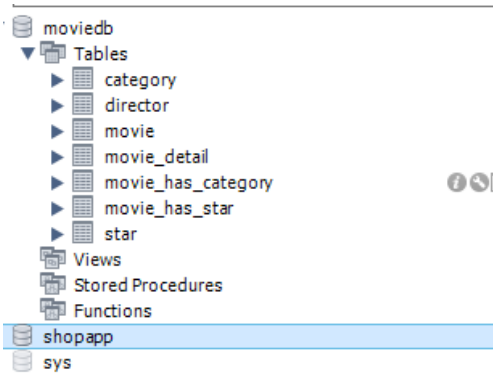 moviedb
Tables
category
director
movie
movie_detail
movie_has_category
movie_has_star
star
Views
Stored Procedures
Functions
shopapp
sys